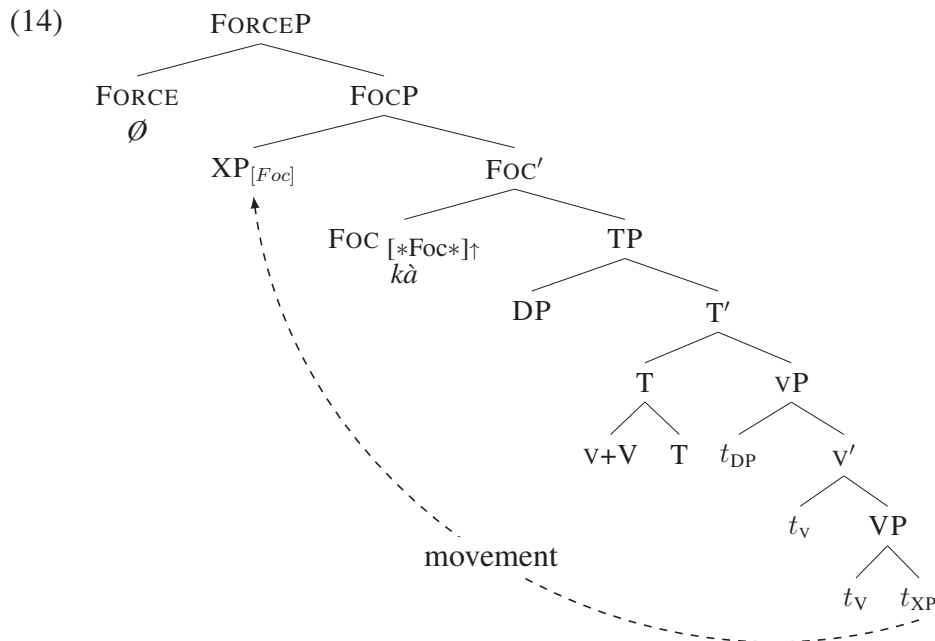 (14) FORCEP
FORCE FOCP
Ø
XP[Foc] FOC′
FOC [∗Foc∗]↑ TP
kà
DP T′
T vP
v+V T tDP v′
tv VP
movement
tV tXP